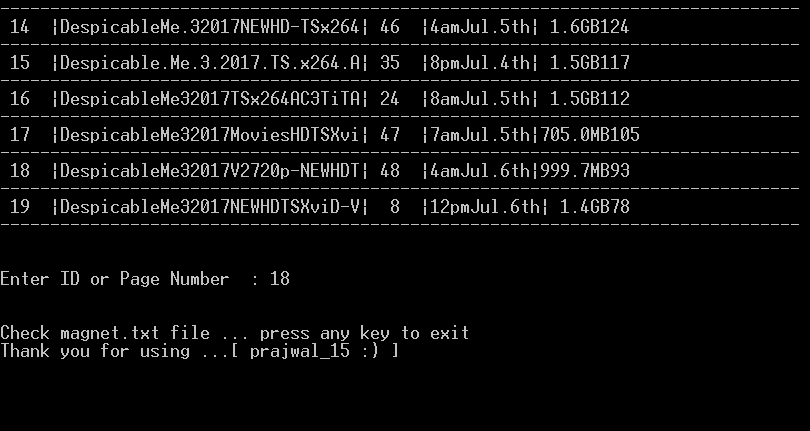 --------------------------------------------------------------------------------
14 |DespicableMe.32017NEWHD-TSx264| 46 |4amJul.5th| 1.6GB124
--------------------------------------------------------------------------------
15 |Despicable.Me.3.2017.TS.x264.A| 35 |8pmJul.4th| 1.5GB117
--------------------------------------------------------------------------------
16 |DespicableMe32017TSx264AC3TiTA| 24 |8amJul.5th| 1.5GB112
--------------------------------------------------------------------------------
17 |DespicableMe32017MoviesHDTSXvi| 47 |7amJul.5th|705.0MB105
--------------------------------------------------------------------------------
18 |DespicableMe32017V2720p-NEWHDT| 48 |4amJul.6th|999.7MB93
--------------------------------------------------------------------------------
19 |DespicableMe32017NEWHDTSXviD-V| 8 |12pmJul.6th| 1.4GB78
--------------------------------------------------------------------------------
Enter ID or Page Number : 18
Check magnet.txt file ... press any key to exit
Thank you for using ...[ prajwal_15 :) ]